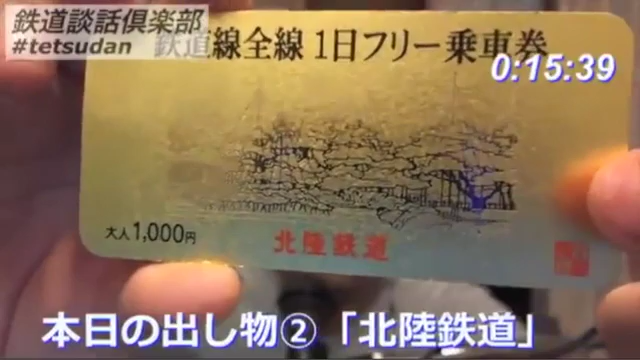 鉄道談話倶楽部
#tetsudan
鉄道線全線1日フリー乗車券
0:15:39
大人1,000円
北陸鉄道
本日の出し物②「北陸鉄道」